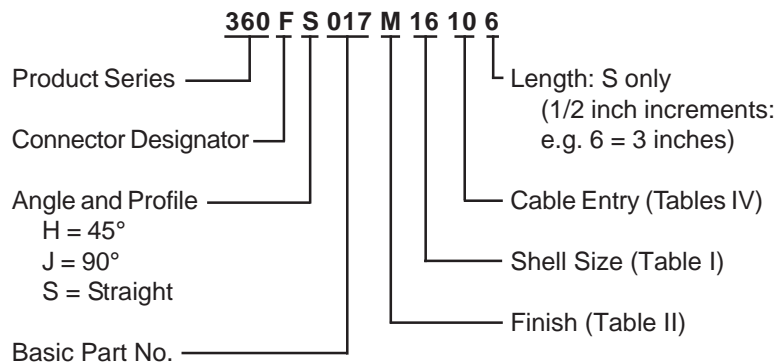 360 F S 017 M 16 10 6
Product Series
Connector Designator
Angle and Profile
H = 45°
J = 90°
S = Straight
Basic Part No.
Length: S only
(1/2 inch increments:
e.g. 6 = 3 inches)
Cable Entry (Tables IV)
Shell Size (Table I)
Finish (Table II)